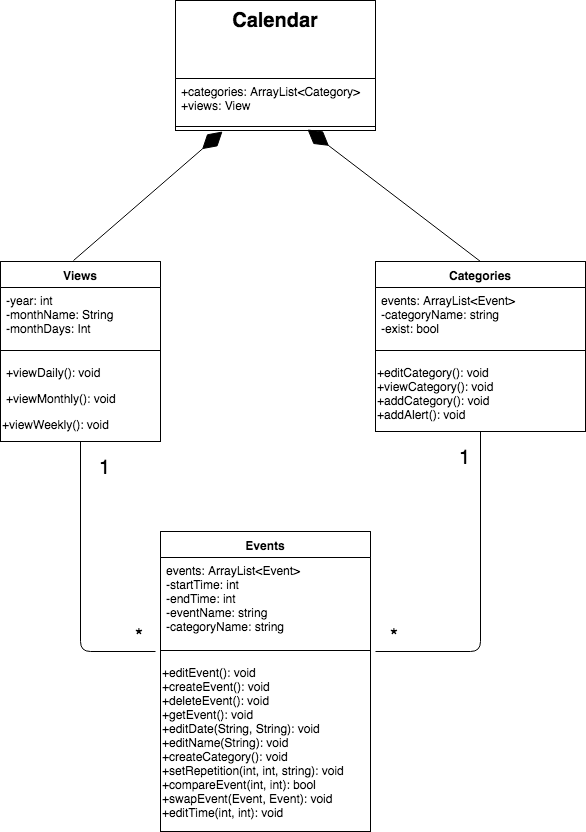 Calendar
+categories: ArrayList<Category>
+views: View
Views
-year: int
-monthName: String
-monthDays: Int
+viewDaily(): void
+viewMonthly(): void
+viewWeekly(): void
1
*
Categories
events: ArrayList<Event>
-categoryName: string
-exist: bool
+editCategory(): void
+viewCategory(): void
+addCategory(): void
+addAlert(): void
1
*
Events
events: ArrayList<Event>
-startTime: int
-endTime: int
-eventName: string
-categoryName: string
+editEvent(): void
+createEvent(): void
+deleteEvent(): void
+getEvent(): void
+editDate(String, String): void
+editName(String): void
+createCategory(): void
+setRepetition(int, int, string): void
+compareEvent(int, int): bool
+swapEvent(Event, Event): void
+editTime(int, int): void